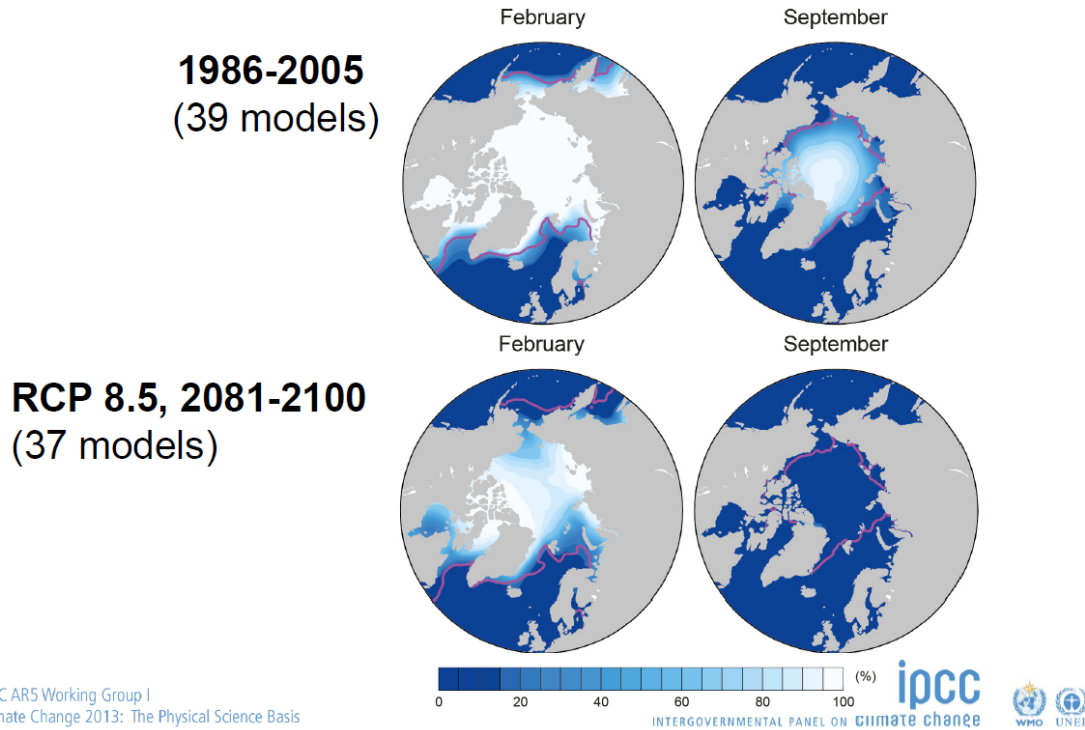 February
September
1986-2005
(39 models)
February
September
RCP 8.5, 2081-2100
(37 models)
0 20 40 60 80 100 (%)
C AR5 Working Group I
mate Change 2013: The Physical Science Basis
ipcc
INTERGOVERNMENTAL PANEL ON climate change
WMO
UNEP